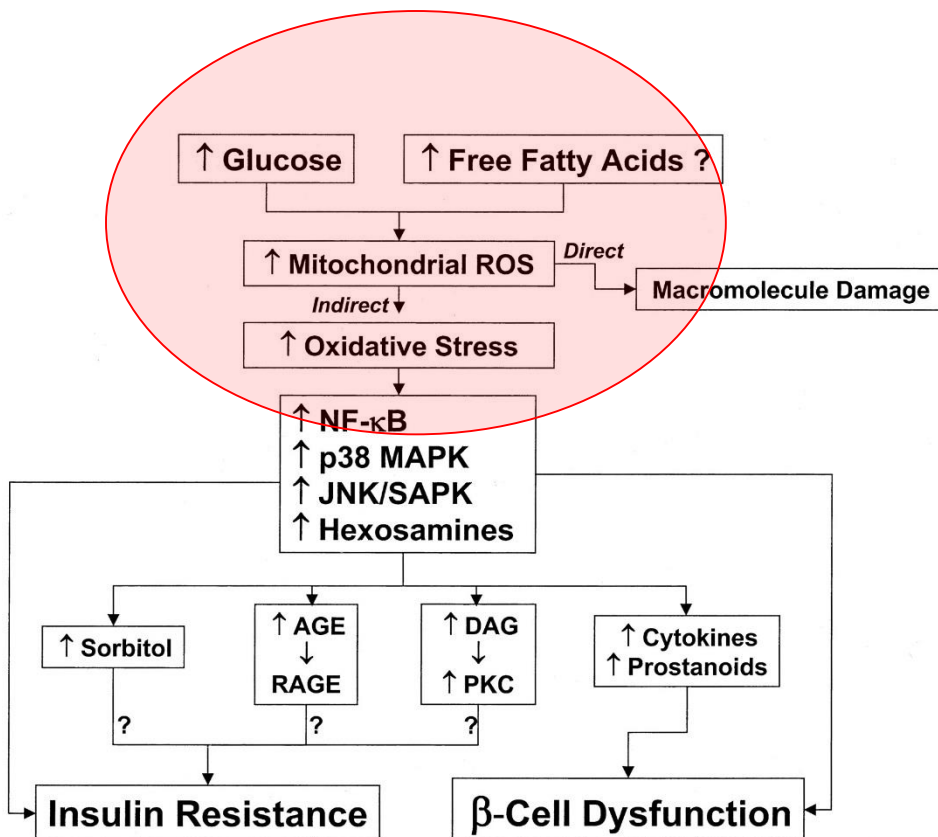 ↑ Glucose
↑ Free Fatty Acids ?
↑ Mitochondrial ROS
Direct
Macromolecule Damage
Indirect
↑ Oxidative Stress
↑ NF-κB
↑ p38 MAPK
↑ JNK/SAPK
↑ Hexosamines
↑ Sorbitol
↑ AGE
↓
RAGE
↑ DAG
↓
↑ PKC
↑ Cytokines
↑ Prostanoids
?
?
?
Insulin Resistance
β-Cell Dysfunction